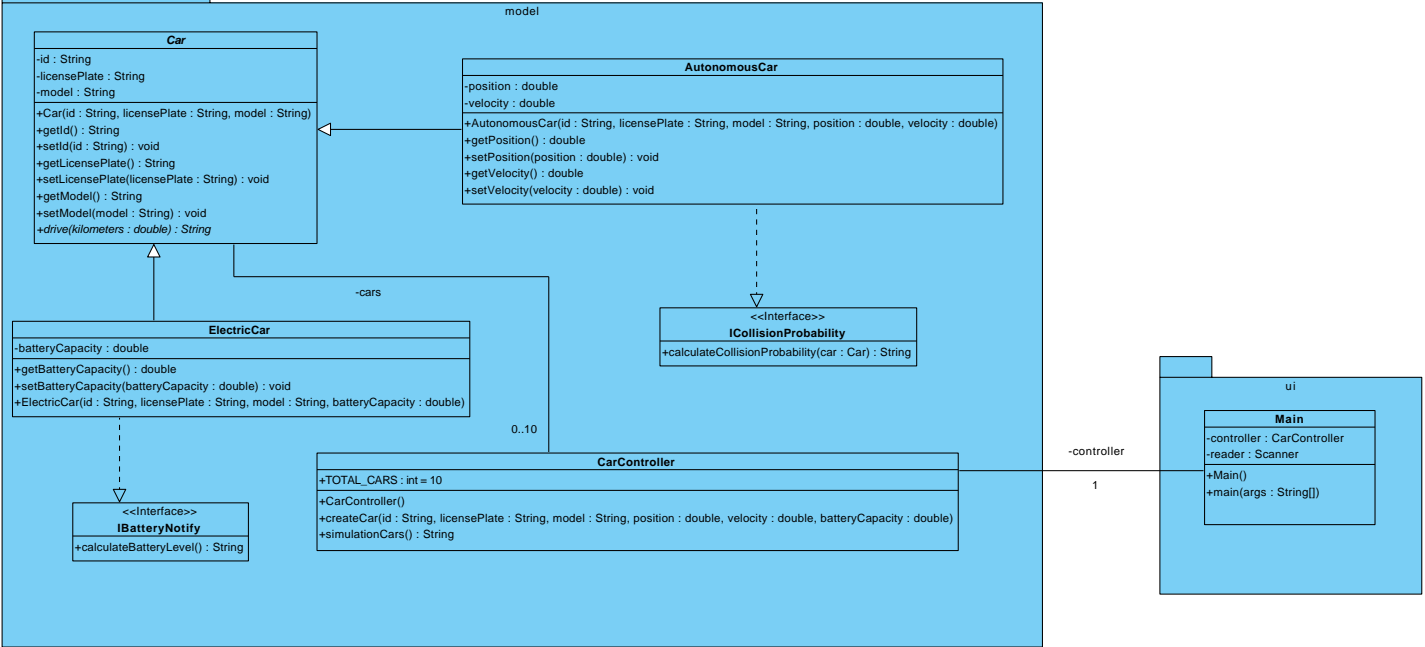 model
Car
-id : String
-licensePlate : String
-model : String
+Car(id : String, licensePlate : String, model : String)
+getId() : String
+setId(id : String) : void
+getLicensePlate() : String
+setLicensePlate(licensePlate : String) : void
+getModel() : String
+setModel(model : String) : void
+drive(kilometers : double) : String
AutonomousCar
-position : double
-velocity : double
+AutonomousCar(id : String, licensePlate : String, model : String, position : double, velocity : double)
+getPosition() : double
+setPosition(position : double) : void
+getVelocity() : double
+setVelocity(velocity : double) : void
-cars
<<Interface>>
ICollisionProbability
+calculateCollisionProbability(car : Car) : String
ElectricCar
-batteryCapacity : double
+getBatteryCapacity() : double
+setBatteryCapacity(batteryCapacity : double) : void
+ElectricCar(id : String, licensePlate : String, model : String, batteryCapacity : double)
0..10
<<Interface>>
IBatteryNotify
+calculateBatteryLevel() : String
CarController
+TOTAL_CARS : int = 10
+CarController()
+createCar(id : String, licensePlate : String, model : String, position : double, velocity : double, batteryCapacity : double)
+simulationCars() : String
-controller
1
ui
Main
-controller : CarController
-reader : Scanner
+Main()
+main(args : String[])